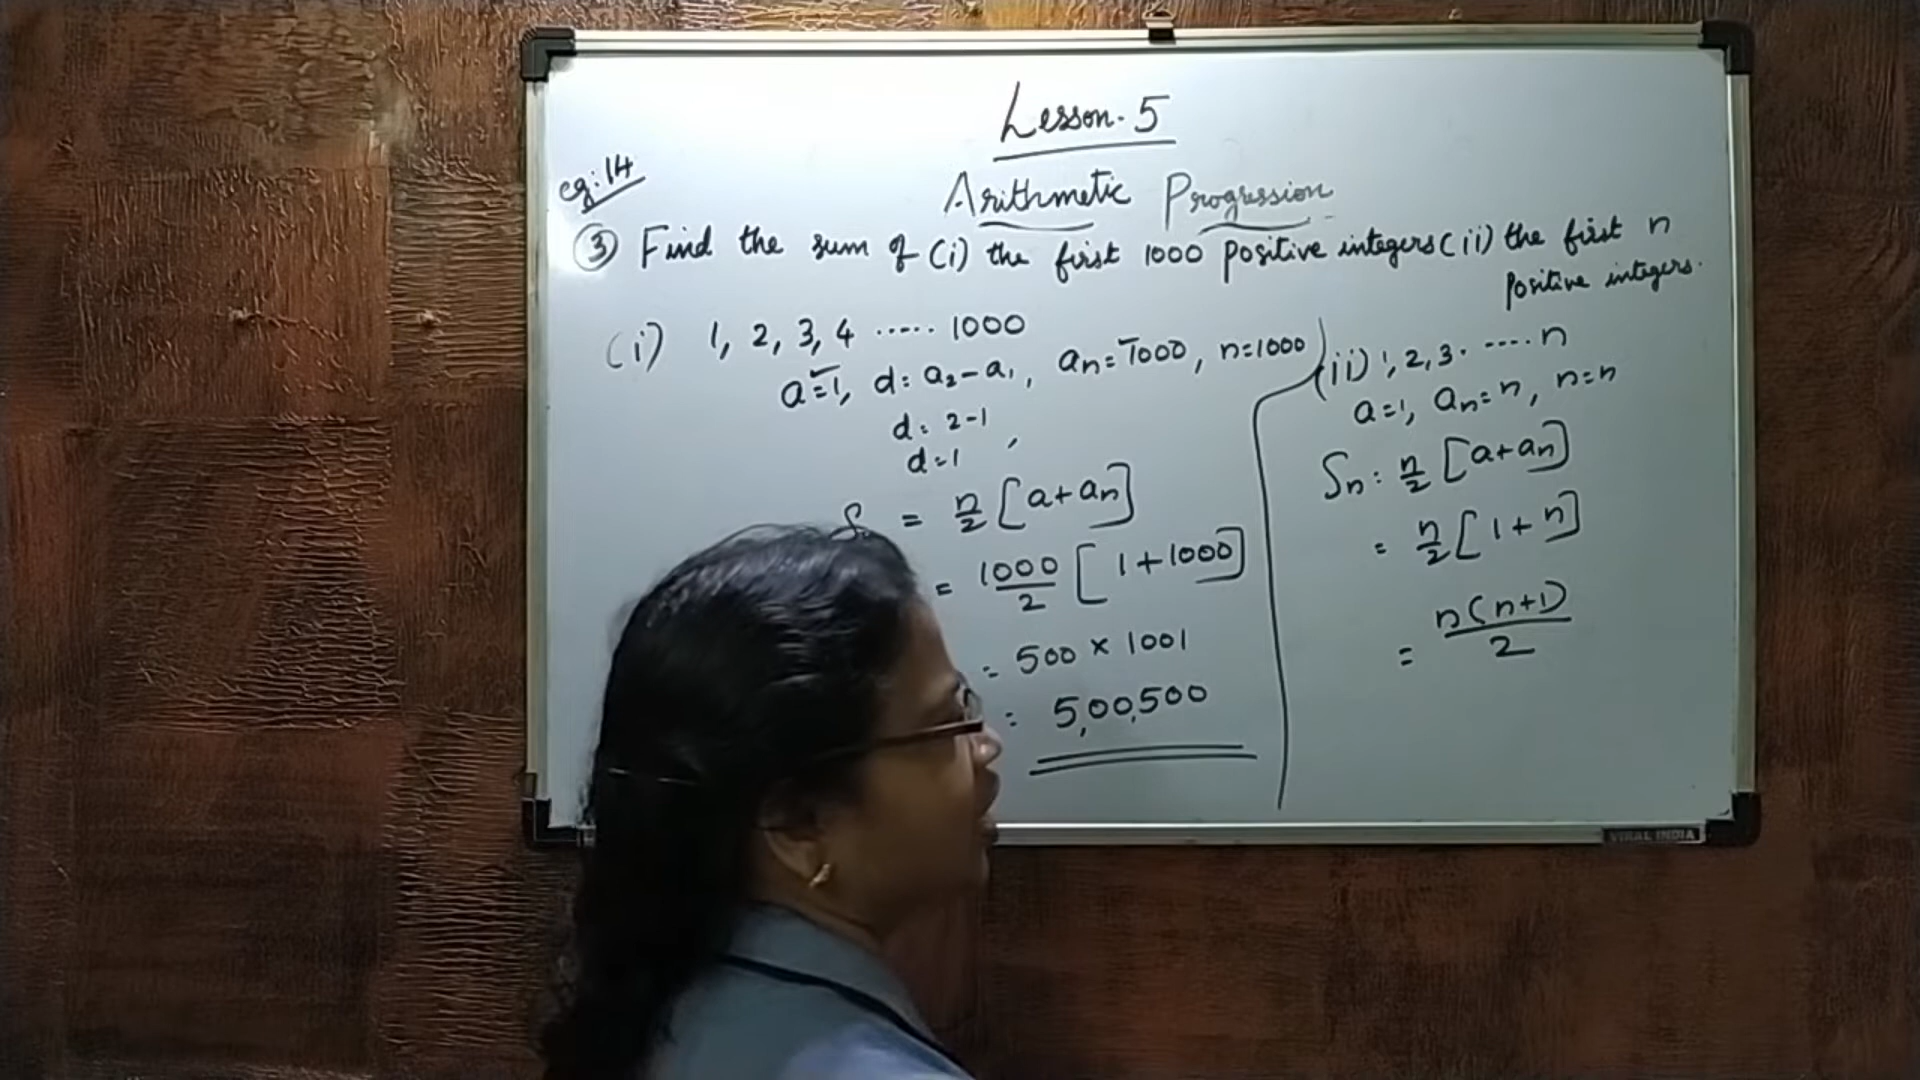 Lesson. 5
Arithmetic Progression
eg: 14
③ Find the sum of (i) the first 1000 positive integers (ii) the first n
positive integers.
(i) 1, 2, 3, 4 ..... 1000
a=1, d= a₂-a₁, aₙ=1000, n=1000
d= 2-1,
d=1
S = n/2 [a+aₙ]
= 1000/2 [1+1000]
= 500 × 1001
= 5,00,500
(ii) 1, 2, 3. .... n
a=1, aₙ=n, n=n
Sₙ= n/2 [a+aₙ]
= n/2 [1+n]
= n(n+1)/2
VIRAL INDIA